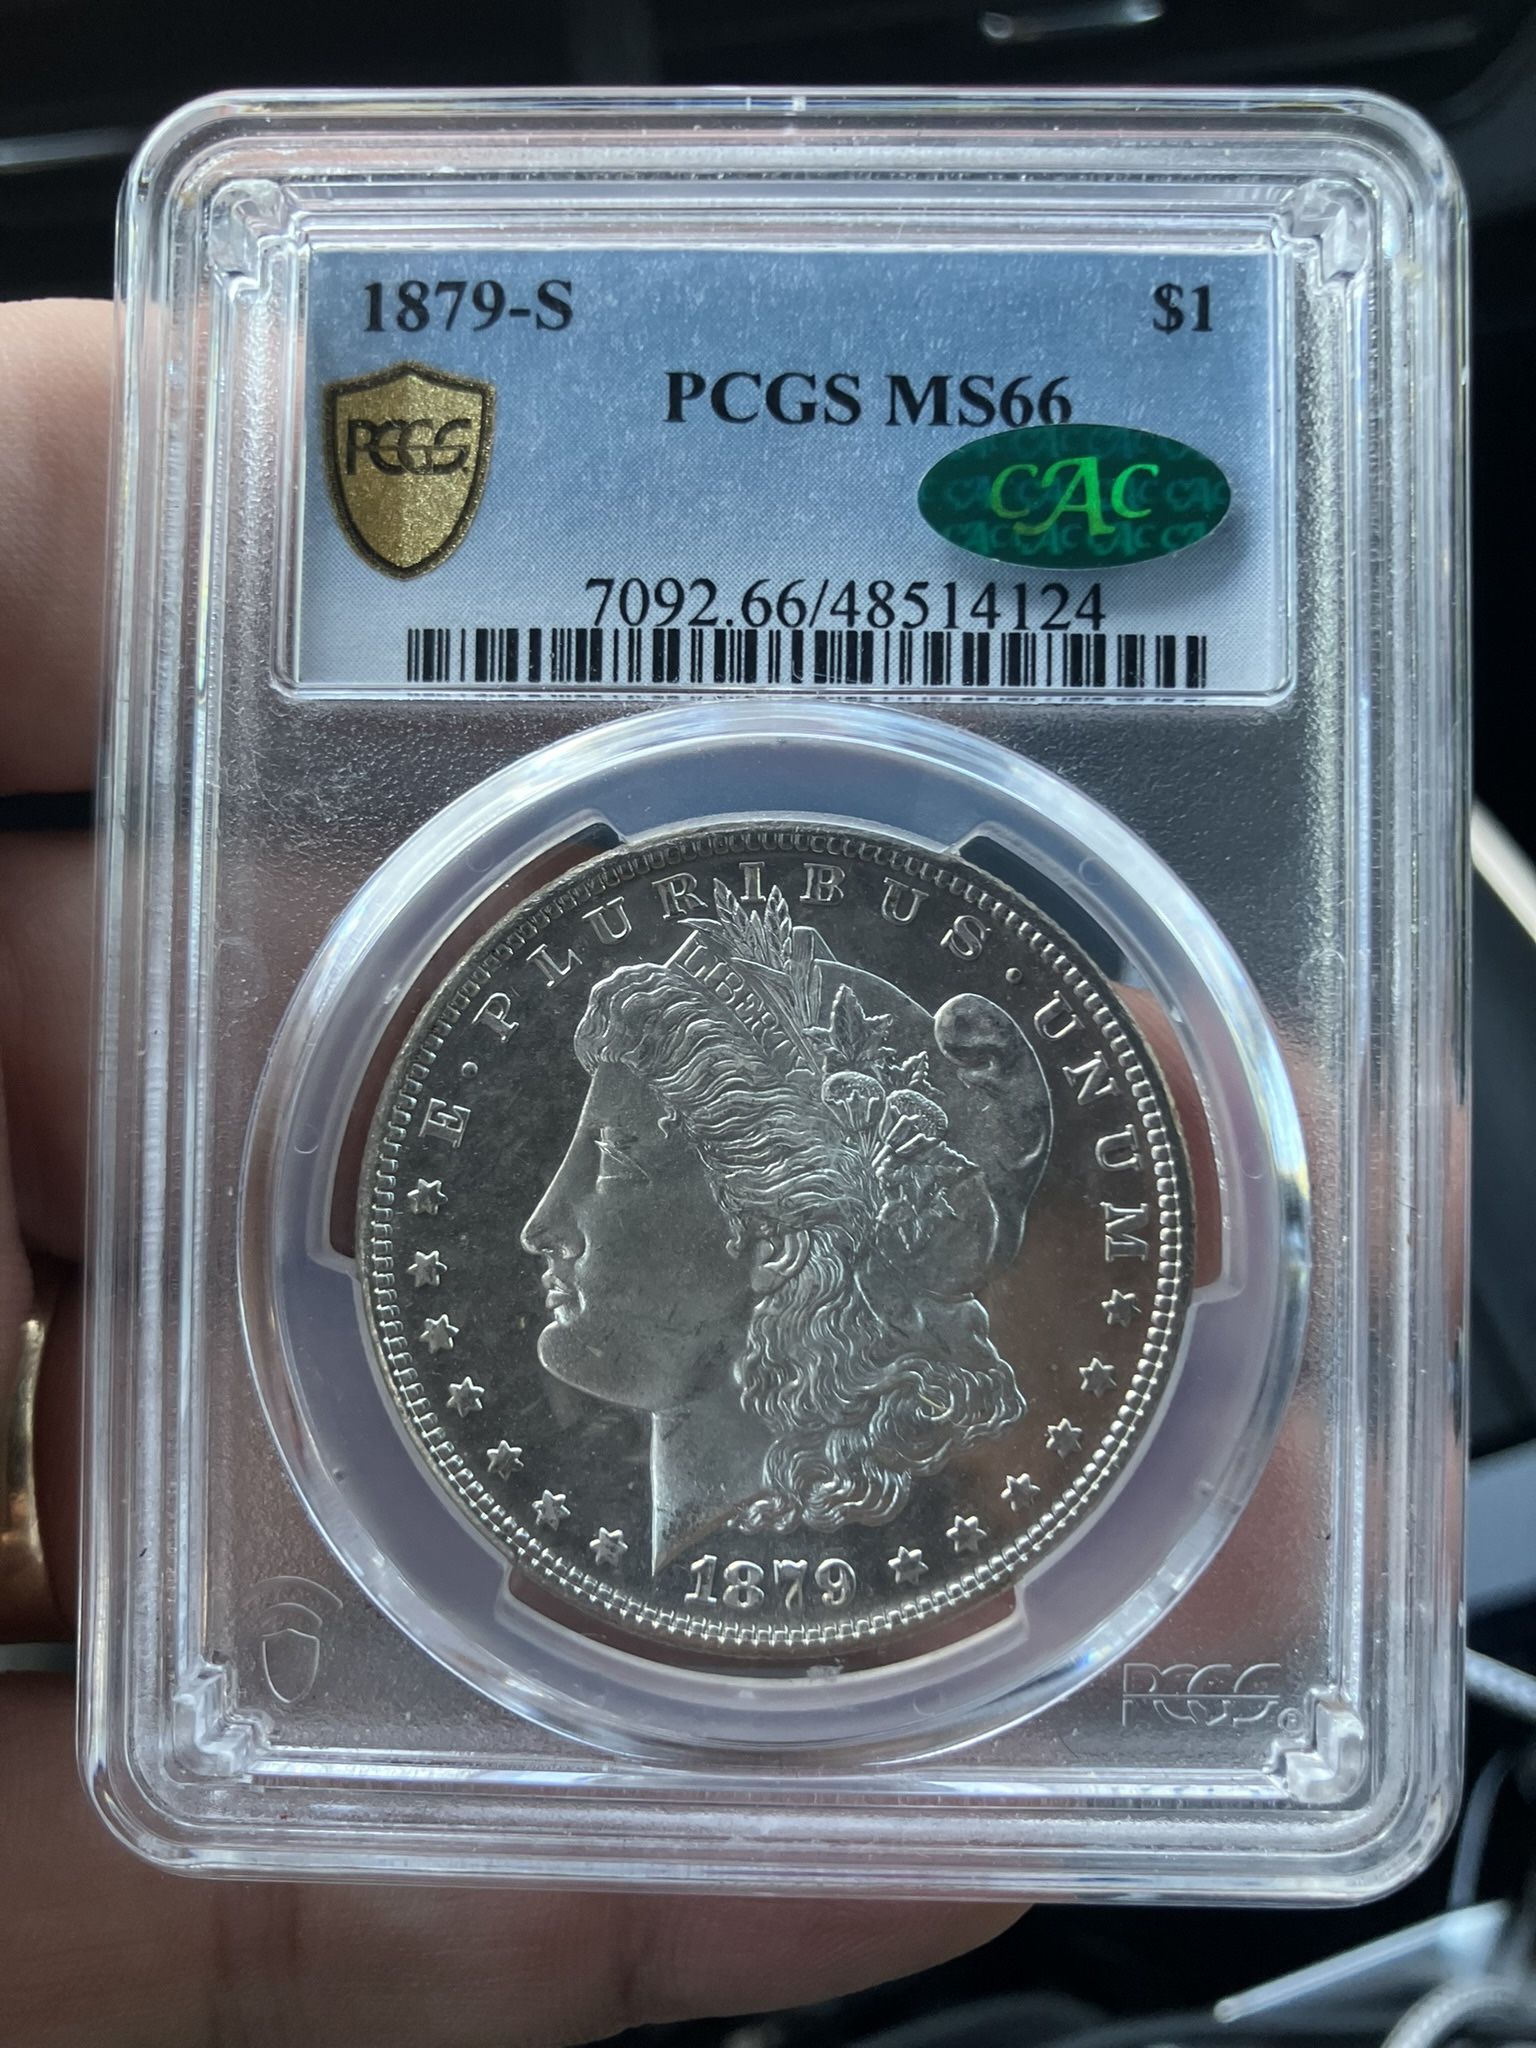 1879-S $1
PCGS MS66
PCGS
CAC
7092.66/48514124
E · PLURIBUS · UNUM
LIBERTY
1879
PCGS